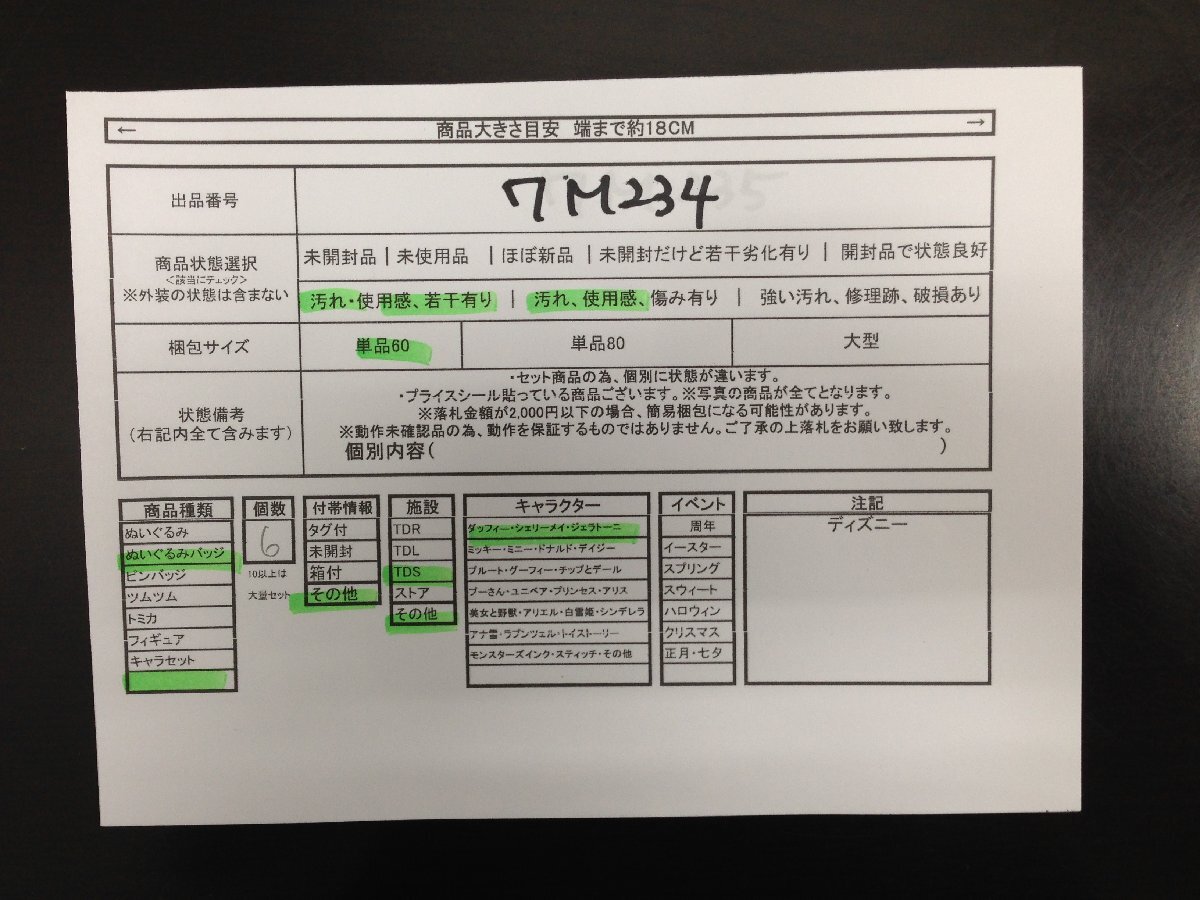 ← 商品大きさ目安 端まで約18CM →
出品番号 7M234
商品状態選択
<該当にチェック>
※外装の状態は含まない
未開封品 | 未使用品 | ほぼ新品 | 未開封だけど若干劣化有り | 開封品で状態良好
汚れ・使用感、若干有り | 汚れ、使用感、傷み有り | 強い汚れ、修理跡、破損あり
梱包サイズ 単品60 単品80 大型
状態備考
(右記内全て含みます)
・セット商品の為、個別に状態が違います。
・プライスシール貼っている商品ございます。※写真の商品が全てとなります。
※落札金額が2,000円以下の場合、簡易梱包になる可能性があります。
※動作未確認品の為、動作を保証するものではありません。ご了承の上落札をお願い致します。
個別内容( )
商品種類
ぬいぐるみ
ぬいぐるみバッジ
ピンバッジ
ツムツム
トミカ
フィギュア
キャラセット
個数
6
10以上は
大量セット
付帯情報
タグ付
未開封
箱付
その他
施設
TDR
TDL
TDS
ストア
その他
キャラクター
ダッフィー・シェリーメイ・ジェラトーニ
ミッキー・ミニー・ドナルド・デイジー
プルート・グーフィー・チップとデール
プーさん・ユニベア・プリンセス・アリス
美女と野獣・アリエル・白雪姫・シンデレラ
アナ雪・ラプンツェル・トイストーリー
モンスターズインク・スティッチ・その他
イベント
周年
イースター
スプリング
スウィート
ハロウィン
クリスマス
正月・七夕
注記
ディズニー